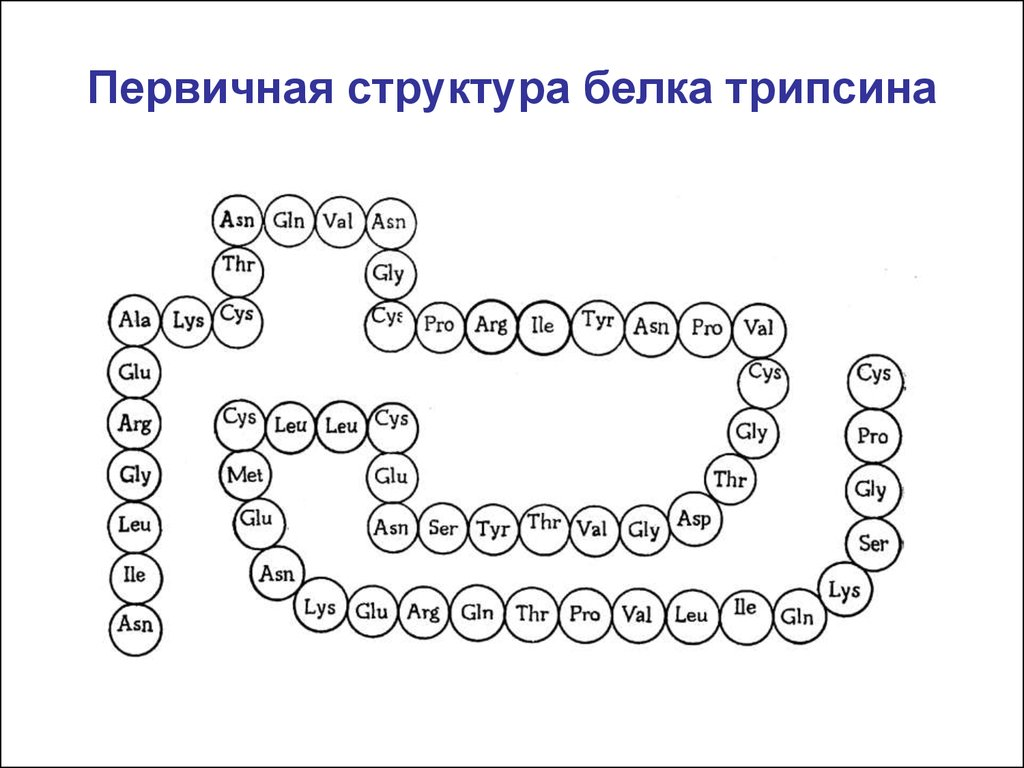 Первичная структура белка трипсина
Asn Gln Val Asn
Thr Gly
Ala Lys Cys Cys Pro Arg Ile Tyr Asn Pro Val
Glu Cys Cys
Arg Cys Leu Leu Cys Gly Pro
Gly Met Glu Thr Gly
Leu Glu Asn Ser Tyr Thr Val Gly Asp Ser
Ile Asn Lys
Asn Lys Glu Arg Gln Thr Pro Val Leu Ile Gln